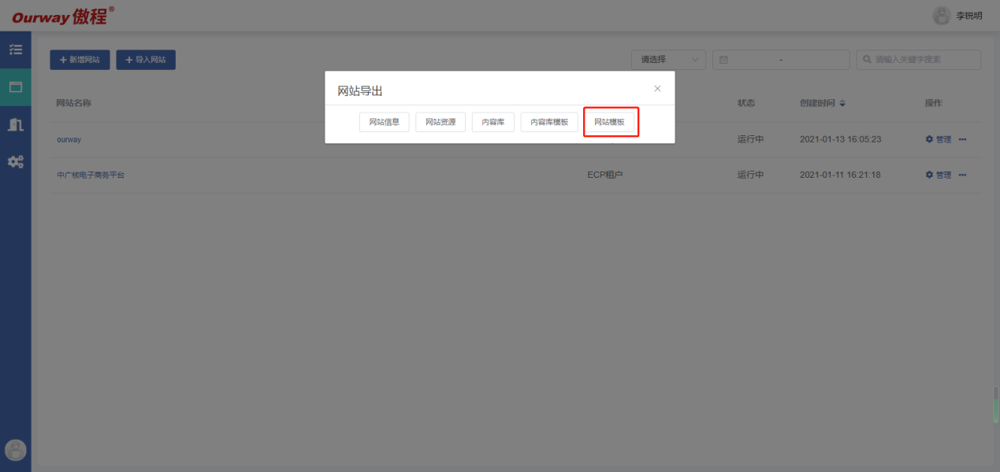 Ourway 傲程®
李锐明
新增网站
导入网站
请选择
-
请输入关键字搜索
网站导出
网站名称
状态
创建时间
操作
网站信息
网站资源
内容库
内容库模板
网站模板
ourway
运行中
2021-01-13 16:05:23
管理
中广核电子商务平台
ECP租户
运行中
2021-01-11 16:21:18
管理